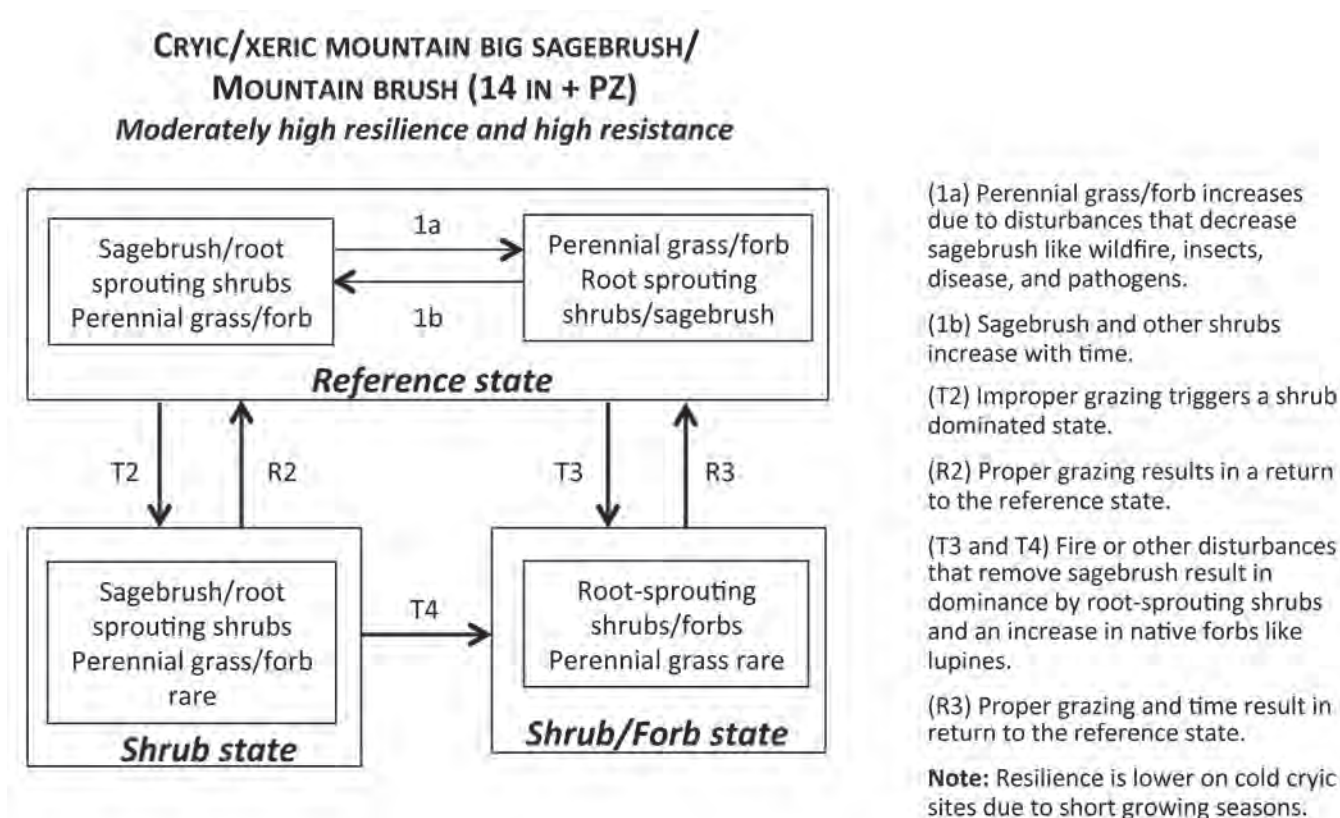 CRYIC/XERIC MOUNTAIN BIG SAGEBRUSH/
MOUNTAIN BRUSH (14 IN + PZ)
Moderately high resilience and high resistance
Sagebrush/root
sprouting shrubs
Perennial grass/forb
1a
1b
Perennial grass/forb
Root sprouting
shrubs/sagebrush
Reference state
T2
R2
T3
R3
Sagebrush/root
sprouting shrubs
Perennial grass/forb
rare
Shrub state
T4
Root-sprouting
shrubs/forbs
Perennial grass rare
Shrub/Forb state
(1a) Perennial grass/forb increases
due to disturbances that decrease
sagebrush like wildfire, insects,
disease, and pathogens.
(1b) Sagebrush and other shrubs
increase with time.
(T2) Improper grazing triggers a shrub
dominated state.
(R2) Proper grazing results in a return
to the reference state.
(T3 and T4) Fire or other disturbances
that remove sagebrush result in
dominance by root-sprouting shrubs
and an increase in native forbs like
lupines.
(R3) Proper grazing and time result in
return to the reference state.
Note: Resilience is lower on cold cryic
sites due to short growing seasons.